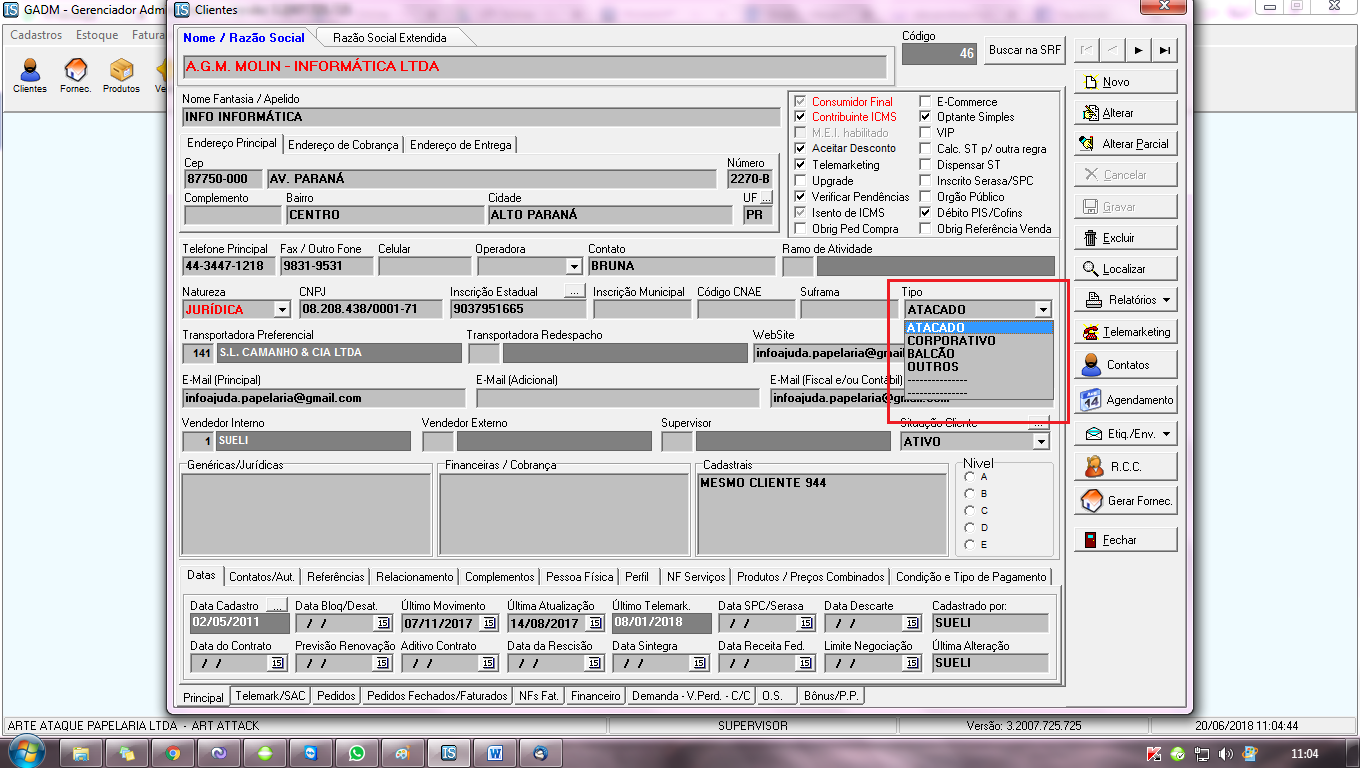 GADM - Gerenciador Admi
Clientes
Cadastros Estoque Fatura
Clientes Fornec. Produtos Ve
Nome / Razão Social Razão Social Extendida
Código
46
Buscar na SRF
A.G.M. MOLIN - INFORMÁTICA LTDA
Nome Fantasia / Apelido
INFO INFORMÁTICA
Consumidor Final E-Commerce
Contribuinte ICMS Optante Simples
M.E.I. habilitado VIP
Aceitar Desconto Calc. ST p/ outra regra
Telemarketing Dispensar ST
Upgrade Inscrito Serasa/SPC
Verificar Pendências Orgão Público
Isento de ICMS Débito PIS/Cofins
Obrig Ped Compra Obrig Referência Venda
Endereço Principal Endereço de Cobrança Endereço de Entrega
Cep Número
87750-000 AV. PARANÁ 2270-B
Complemento Bairro Cidade UF ...
CENTRO ALTO PARANÁ PR
Telefone Principal Fax / Outro Fone Celular Operadora Contato Ramo de Atividade
44-3447-1218 9831-9531 BRUNA
Natureza CNPJ Inscrição Estadual ... Inscrição Municipal Código CNAE Suframa Tipo
JURÍDICA 08.208.438/0001-71 9037951665 ATACADO
ATACADO
CORPORATIVO
BALCÃO
OUTROS
---------------
---------------
Transportadora Preferencial Transportadora Redespacho WebSite
141 S.L. CAMANHO & CIA LTDA infoajuda.papelaria@gmai
E-Mail (Principal) E-Mail (Adicional) E-Mail (Fiscal e/ou Contábil)
infoajuda.papelaria@gmail.com infoajuda.papelaria@gmail.com
Vendedor Interno Vendedor Externo Supervisor Situação Cliente ...
1 SUELI ATIVO
Genéricas/Jurídicas Financeiras / Cobrança Cadastrais Nivel
MESMO CLIENTE 944
A
B
C
D
E
Datas Contatos/Aut. Referências Relacionamento Complementos Pessoa Física Perfil NF Serviços Produtos / Preços Combinados Condição e Tipo de Pagamento
Data Cadastro ... Data Bloq/Desat. Último Movimento Última Atualização Último Telemark. Data SPC/Serasa Data Descarte Cadastrado por:
02/05/2011 / / 15 07/11/2017 15 14/08/2017 15 08/01/2018 / / 15 / / 15 SUELI
Data do Contrato Previsão Renovação Aditivo Contrato Data da Rescisão Data Sintegra Data Receita Fed. Limite Negociação Última Alteração
/ / 15 / / 15 / / 15 / / 15 / / 15 / / 15 / / 15 SUELI
Principal Telemark/SAC Pedidos Pedidos Fechados/Faturados NFs Fat. Financeiro Demanda - V.Perd. - C/C O.S. Bônus/P.P.
Novo
Alterar
Alterar Parcial
Cancelar
Gravar
Excluir
Localizar
Relatórios
Telemarketing
Contatos
Agendamento
Etiq./Env.
R.C.C.
Gerar Fornec.
Fechar
ARTE ATAQUE PAPELARIA LTDA - ART ATTACK SUPERVISOR Versão: 3.2007.725.725 20/06/2018 11:04:44
11:04